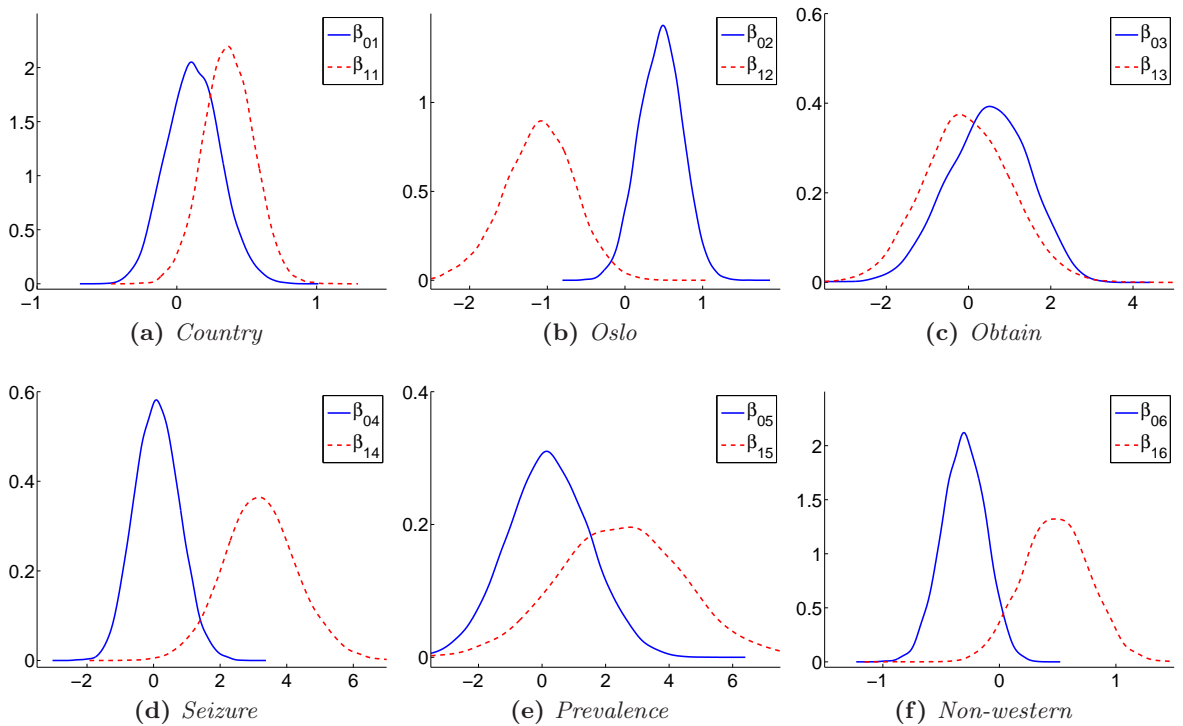 β01
β11
2
1.5
1
0.5
0
−1
0
1
(a) Country
β02
β12
1
0.5
0
−2
−1
0
1
(b) Oslo
β03
β13
0.6
0.4
0.2
0
−2
0
2
4
(c) Obtain
β04
β14
0.6
0.4
0.2
0
−2
0
2
4
6
(d) Seizure
β05
β15
0.4
0.2
0
−2
0
2
4
6
(e) Prevalence
β06
β16
2
1.5
1
0.5
0
−1
0
1
(f) Non-western